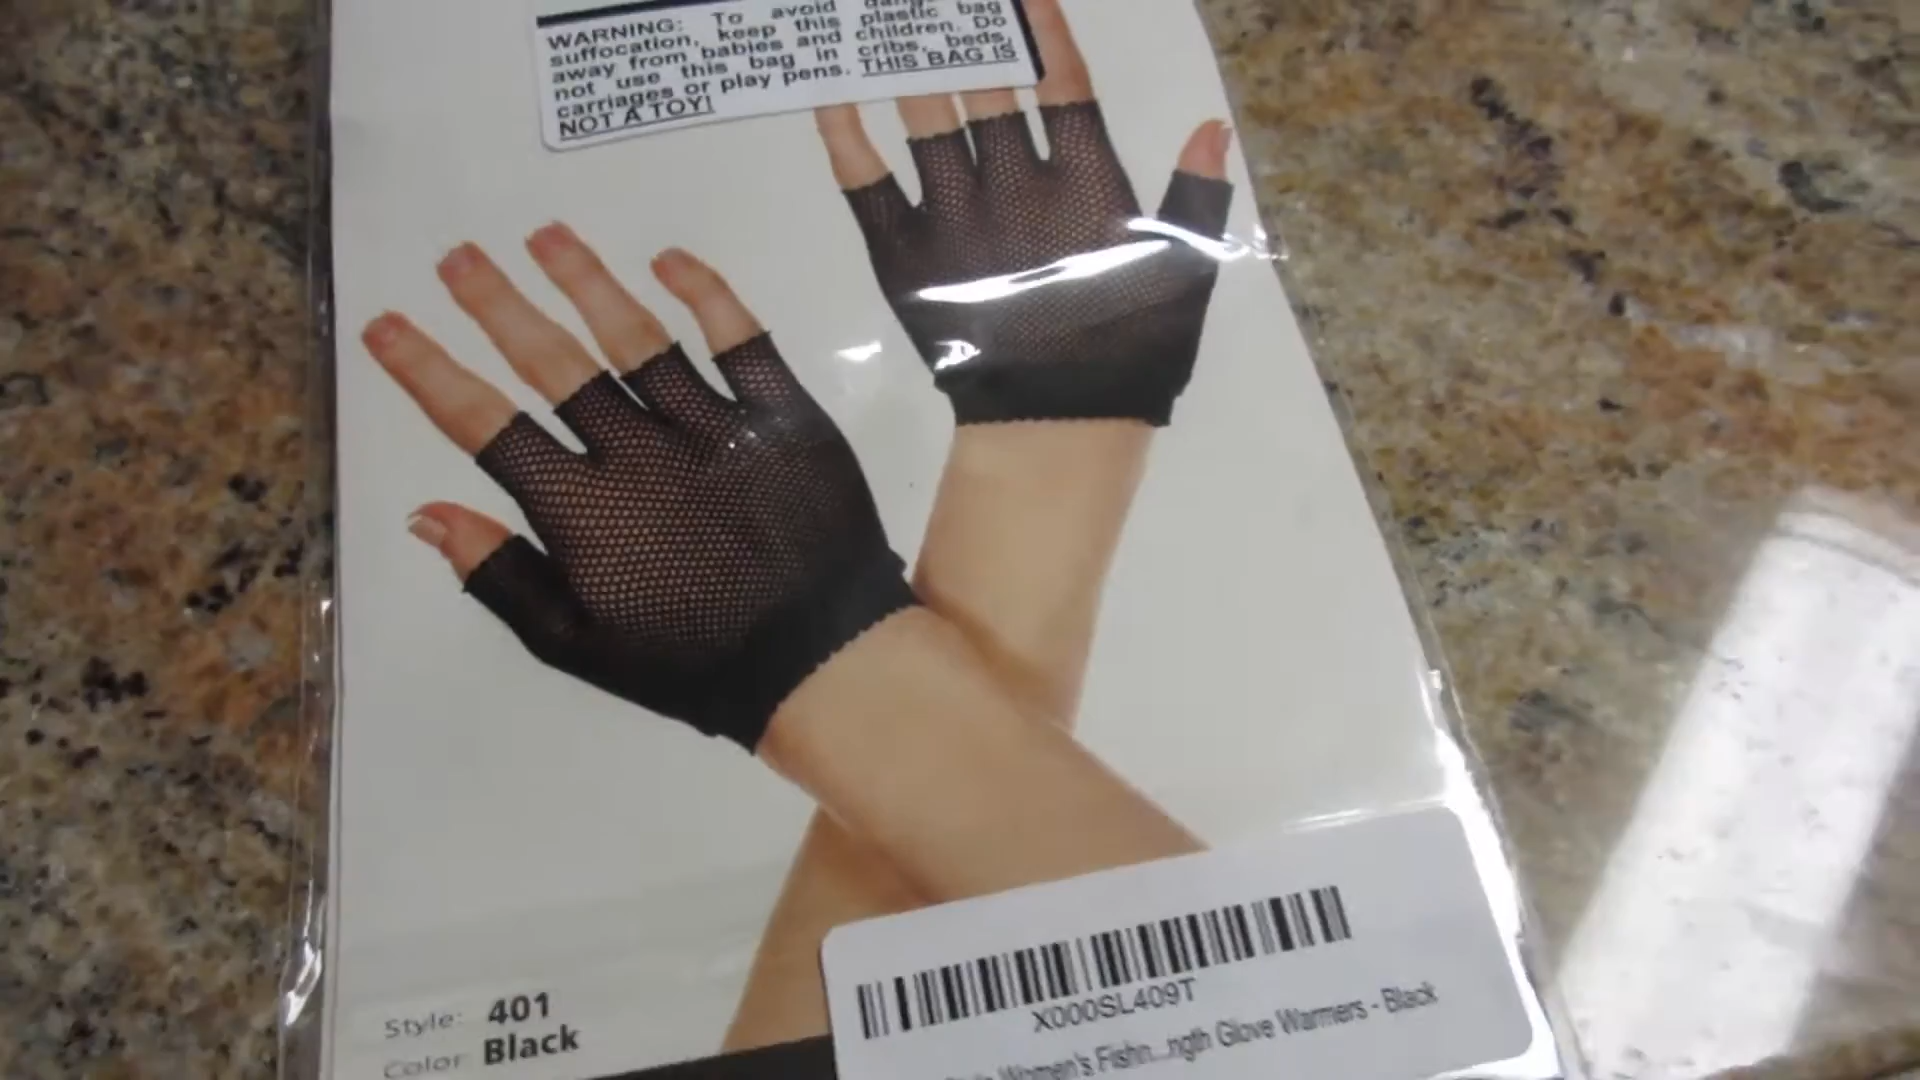 WARNING: To avoid
suffocation, keep this plastic bag
away from babies and children. Do
not use this bag in cribs, beds,
carriages or play pens. THIS BAG IS
NOT A TOY!
Style: 401
Color: Black
X000SL409T
Women's Fishn...ngth Glove Warmers - Black